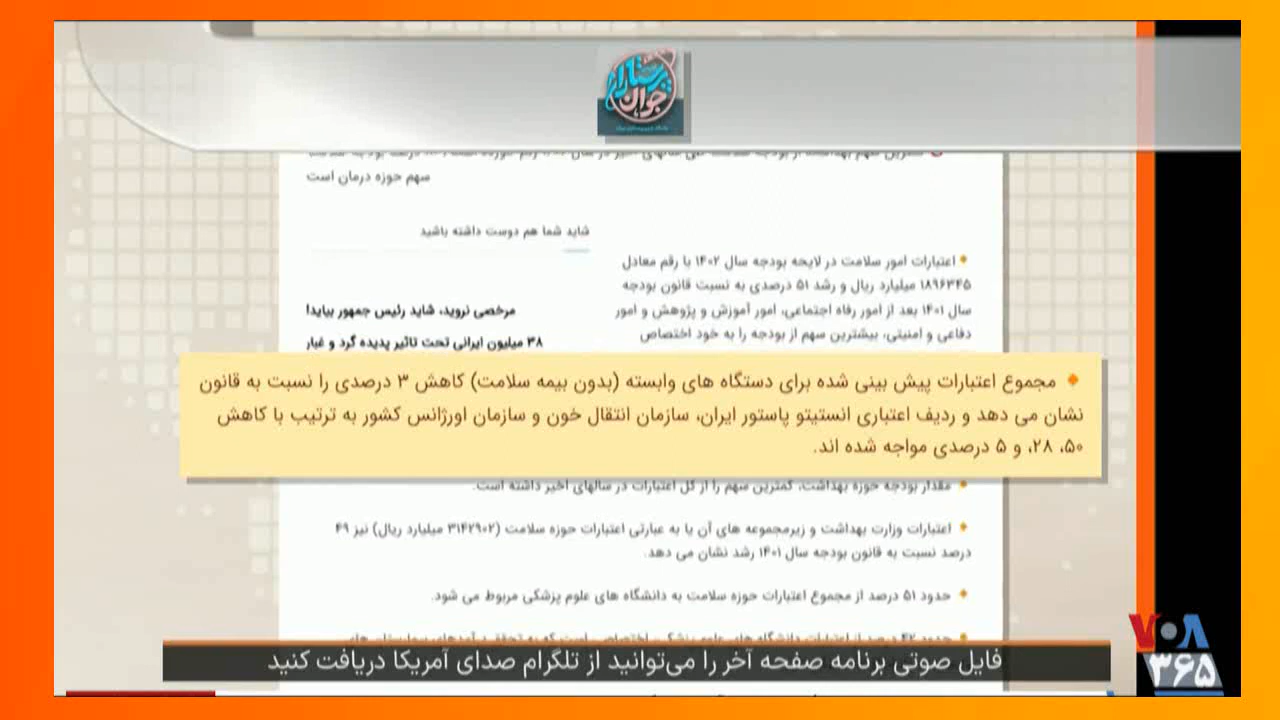 پرستاران
جوان
سهم حوزه درمان است
شاید شما هم دوست داشته باشید
اعتبارات امور سلامت در لایحه بودجه سال ۱۴۰۲ با رقم معادل
۱۸۹۶۳۴۵ میلیارد ریال و رشد ۵۱ درصدی به نسبت قانون بودجه
سال ۱۴۰۱ بعد از امور رفاه اجتماعی، امور آموزش و پژوهش و امور
دفاعی و امنیتی، بیشترین سهم از بودجه را به خود اختصاص
مرخصی نروید، شاید رئیس جمهور بیاید!
۳۸ میلیون ایرانی تحت تاثیر پدیده گرد و غبار
مجموع اعتبارات پیش بینی شده برای دستگاه های وابسته (بدون بیمه سلامت) کاهش ۳ درصدی را نسبت به قانون
نشان می دهد و ردیف اعتباری انستیتو پاستور ایران، سازمان انتقال خون و سازمان اورژانس کشور به ترتیب با کاهش
۵۰، ۲۸، و ۵ درصدی مواجه شده اند.
مقدار بودجه حوزه بهداشت، کمترین سهم را از کل اعتبارات در سالهای اخیر داشته است.
اعتبارات وزارت بهداشت و زیرمجموعه های آن یا به عبارتی اعتبارات حوزه سلامت (۳۱۴۲۹۰۲ میلیارد ریال) نیز ۴۹
درصد نسبت به قانون بودجه سال ۱۴۰۱ رشد نشان می دهد.
حدود ۵۱ درصد از مجموع اعتبارات حوزه سلامت به دانشگاه های علوم پزشکی مربوط می شود.
فایل صوتی برنامه صفحه آخر را می‌توانید از تلگرام صدای آمریکا دریافت کنید
VOA
۳۶۵